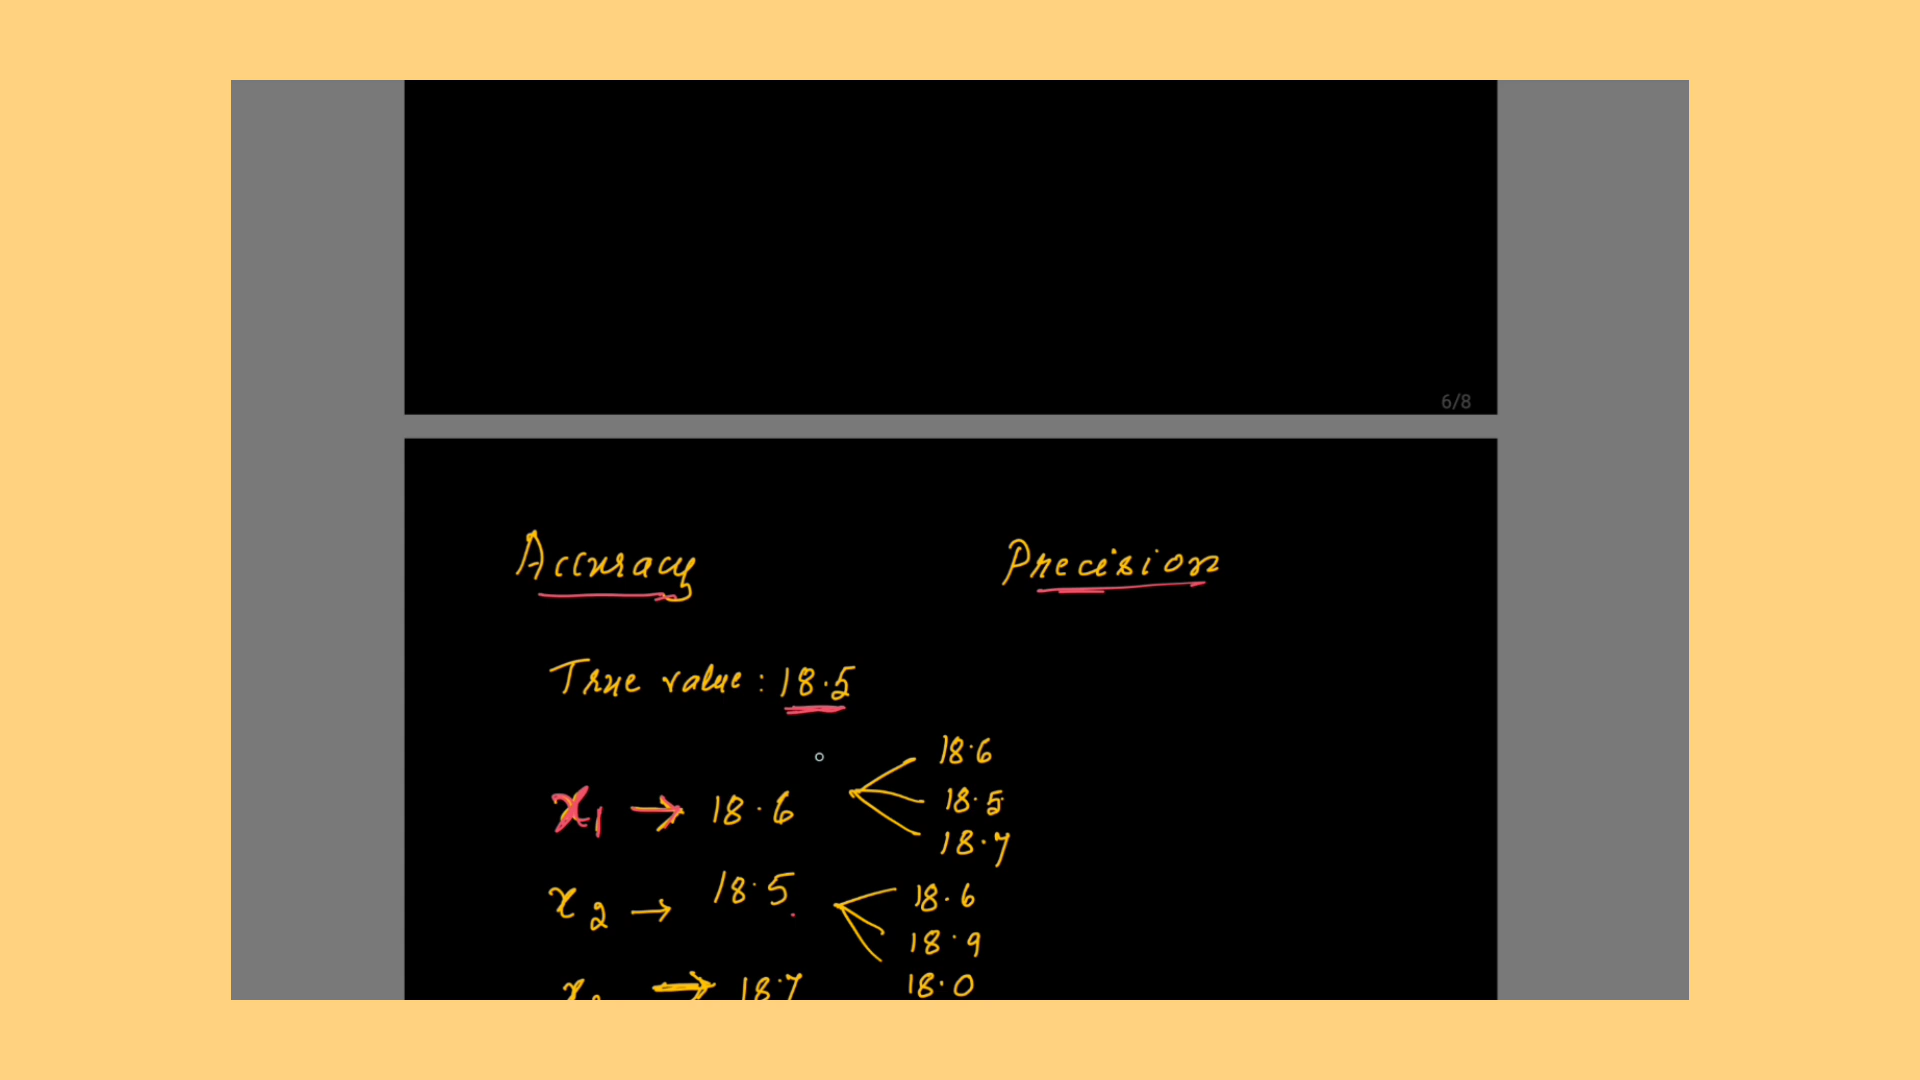 6/8
Accuracy Precision
True value : 18.5
x1 → 18.6
18.6
18.5
18.7
x2 → 18.5
18.6
18.9
18.0
→ 18.7